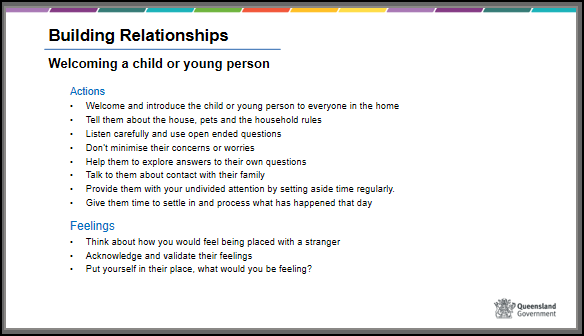 Building Relationships
Welcoming a child or young person
Actions
• Welcome and introduce the child or young person to everyone in the home
• Tell them about the house, pets and the household rules
• Listen carefully and use open ended questions
• Don't minimise their concerns or worries
• Help them to explore answers to their own questions
• Talk to them about contact with their family
• Provide them with your undivided attention by setting aside time regularly.
• Give them time to settle in and process what has happened that day
Feelings
• Think about how you would feel being placed with a stranger
• Acknowledge and validate their feelings
• Put yourself in their place, what would you be feeling?
Queensland
Government